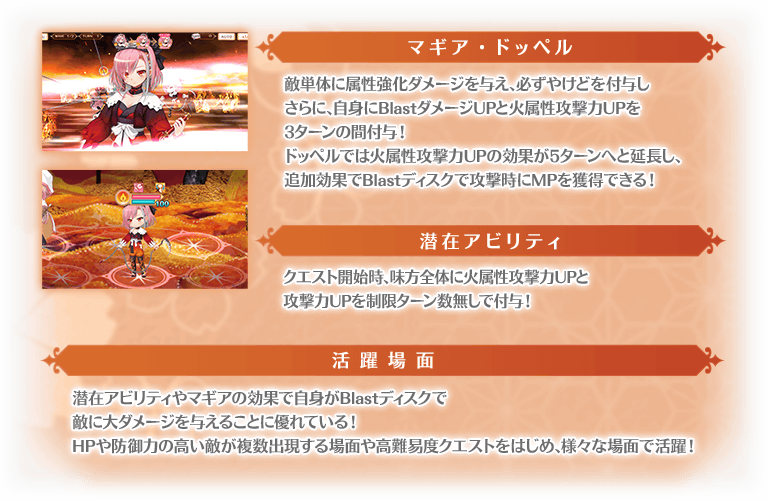 マギア・ドッペル
敵単体に属性強化ダメージを与え、必ずやけどを付与し
さらに、自身にBlastダメージUPと火属性攻撃力UPを
3ターンの間付与！
ドッペルでは火属性攻撃力UPの効果が5ターンへと延長し、
追加効果でBlastディスクで攻撃時にMPを獲得できる！
100
潜在アビリティ
クエスト開始時、味方全体に火属性攻撃力UPと
攻撃力UPを制限ターン数無しで付与！
活躍場面
潜在アビリティやマギアの効果で自身がBlastディスクで
敵に大ダメージを与えることに優れている！
HPや防御力の高い敵が複数出現する場面や高難易度クエストをはじめ、様々な場面で活躍！